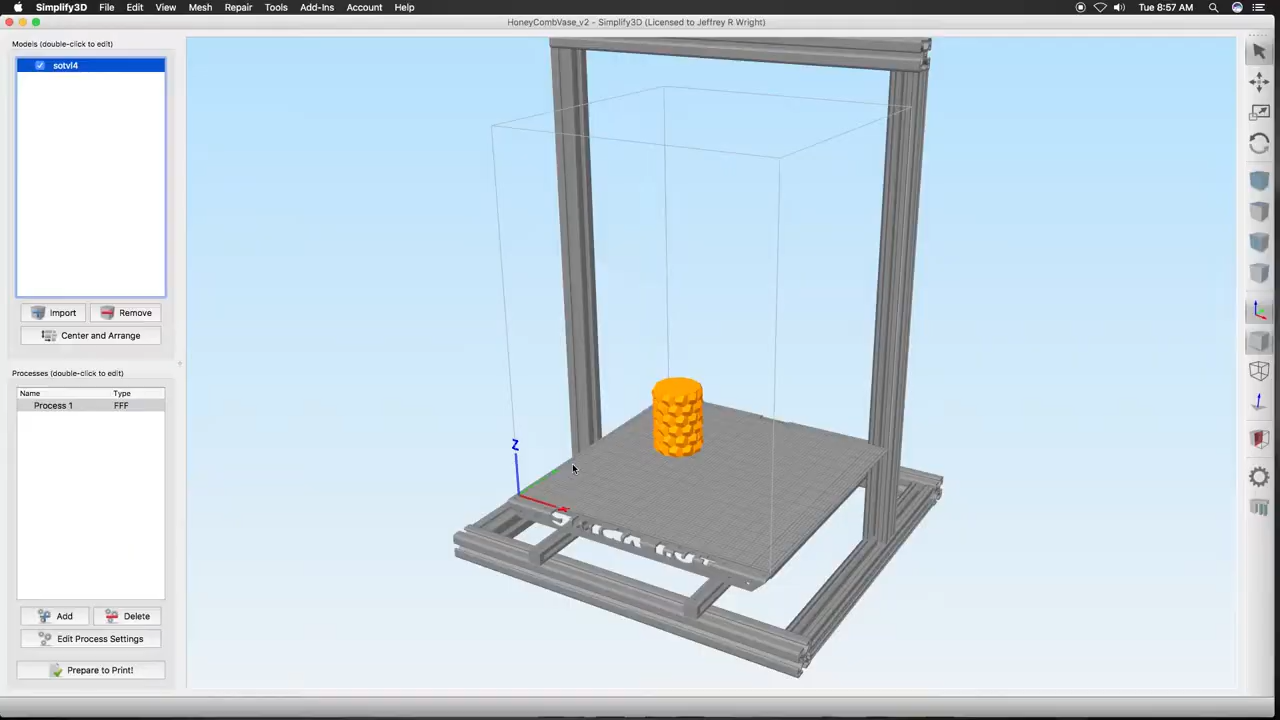 Simplify3D File Edit View Mesh Repair Tools Add-Ins Account Help Tue 8:57 AM
HoneyCombVase_v2 - Simplify3D (Licensed to Jeffrey R Wright)
Models (double-click to edit)
sotvl4
Import Remove
Center and Arrange
Processes (double-click to edit)
Name Type
Process 1 FFF
Add Delete
Edit Process Settings
Prepare to Print!
Z